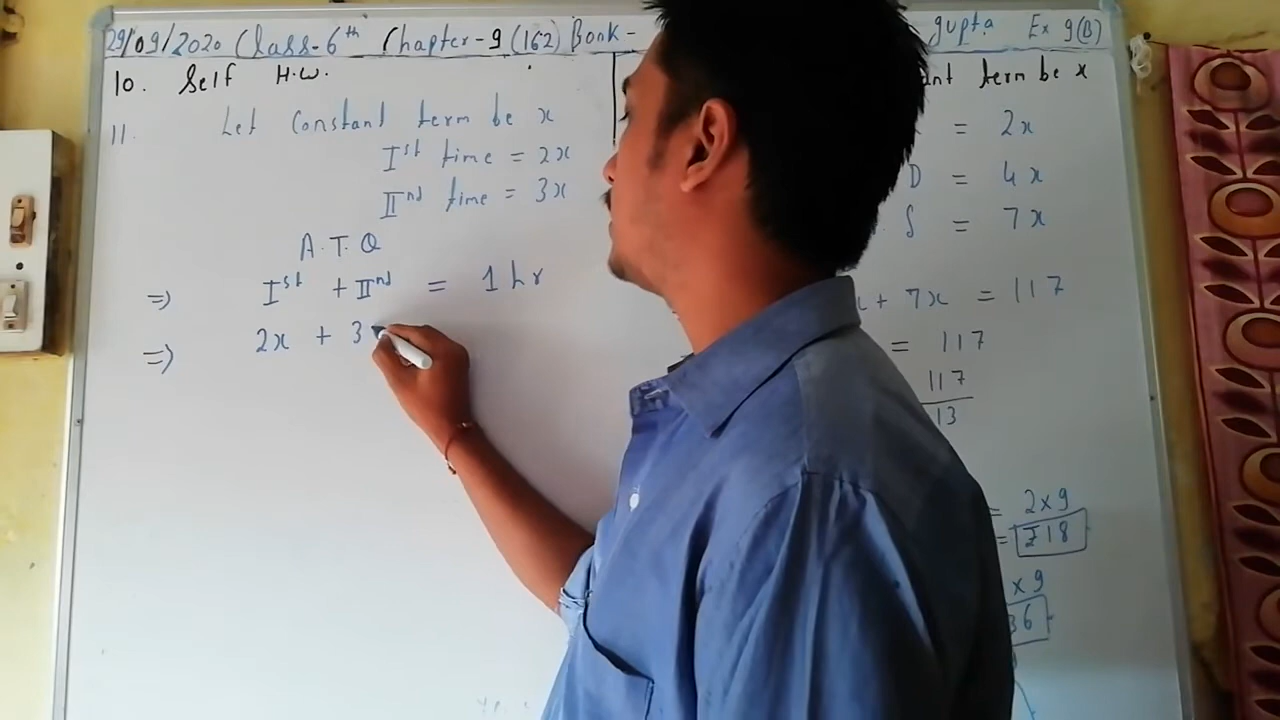 29/09/2020 Class-6th Chapter-9 (162) Book - gupta Ex 9(B)
10. Self H.W.
11. Let Constant term be x
Ist time = 2x
IInd time = 3x
A.T.Q
=> Ist + IInd = 1 hr
=> 2x + 3
term be x
= 2x
D = 4x
S = 7x
+ 7x = 117
= 117
117
13
= 2×9
= ₹18
×9
36